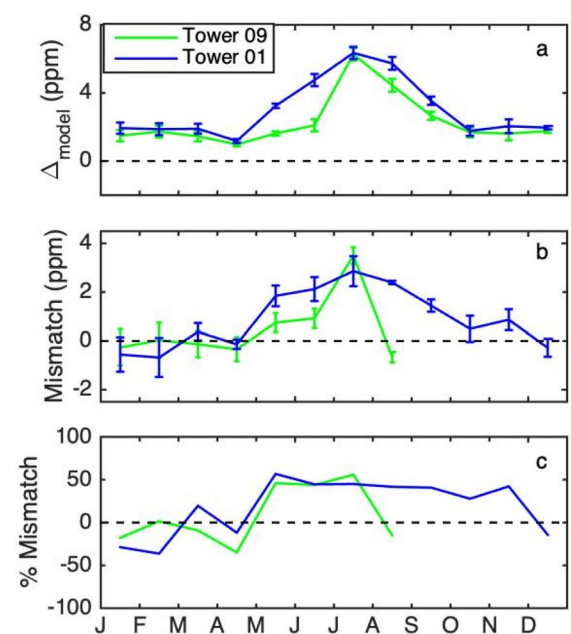 8
4
0
Δmodel (ppm)
Tower 09
Tower 01
a
4
2
0
-2
Mismatch (ppm)
b
100
50
0
-50
-100
% Mismatch
c
J F M A M J J A S O N D